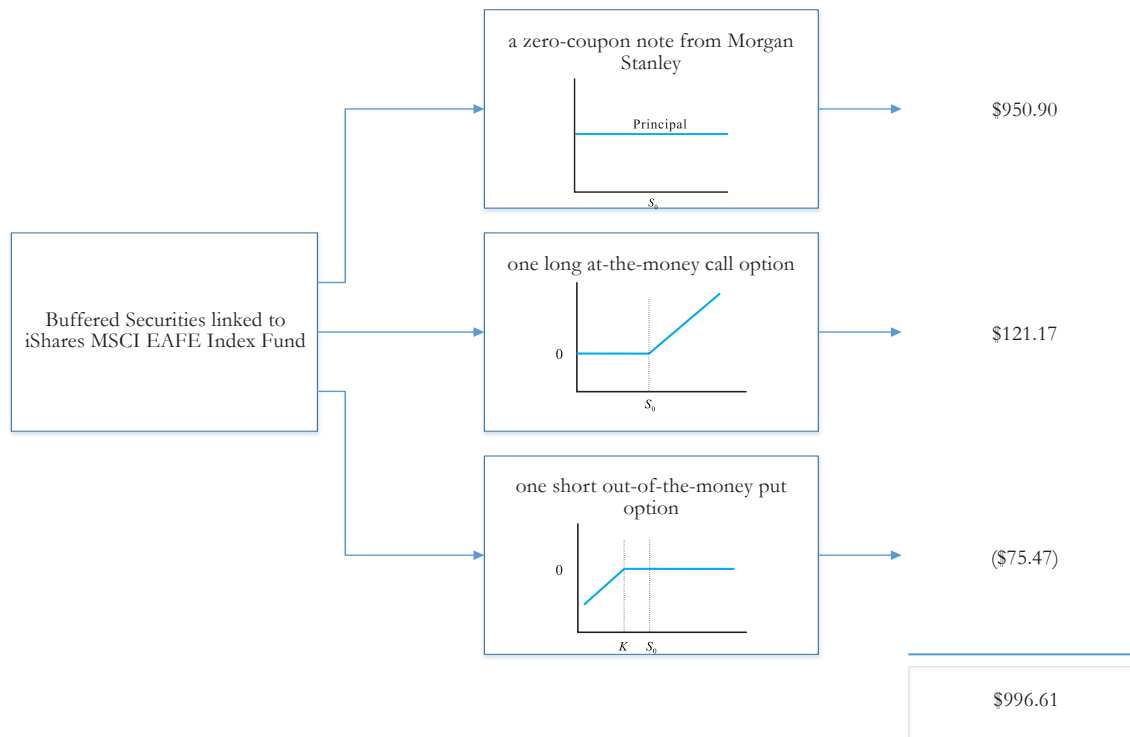 a zero-coupon note from Morgan
Stanley
Principal
S₀
$950.90
Buffered Securities linked to
iShares MSCI EAFE Index Fund
one long at-the-money call option
0
S₀
$121.17
one short out-of-the-money put
option
0
K S₀
($75.47)
$996.61